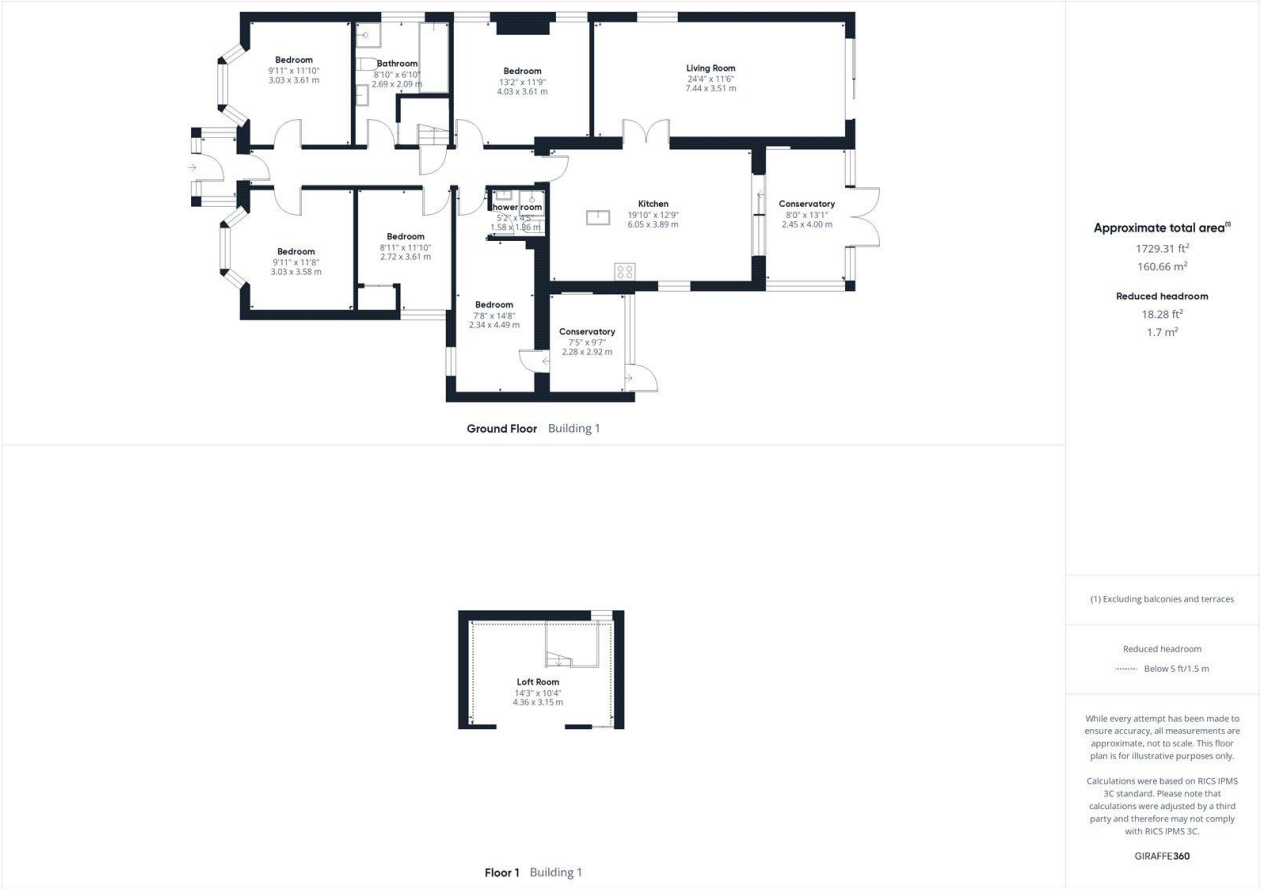 Bedroom
9'11" x 11'10"
3.03 x 3.61 m
Bathroom
8'10" x 6'10"
2.69 x 2.09 m
Bedroom
13'2" x 11'9"
4.03 x 3.61 m
Living Room
24'4" x 11'6"
7.44 x 3.51 m
Bedroom
9'11" x 11'8"
3.03 x 3.58 m
Bedroom
8'11" x 11'10"
2.72 x 3.61 m
Shower room
5'2" x 4'5"
1.58 x 1.36 m
Kitchen
19'10" x 12'9"
6.05 x 3.89 m
Conservatory
8'0" x 13'1"
2.45 x 4.00 m
Bedroom
7'8" x 14'8"
2.34 x 4.49 m
Conservatory
7'5" x 9'7"
2.28 x 2.92 m
Ground Floor Building 1
Loft Room
14'3" x 10'4"
4.36 x 3.15 m
Floor 1 Building 1
Approximate total area(1)
1729.31 ft²
160.66 m²
Reduced headroom
18.28 ft²
1.7 m²
(1) Excluding balconies and terraces
Reduced headroom
Below 5 ft/1.5 m
While every attempt has been made to
ensure accuracy, all measurements are
approximate, not to scale. This floor
plan is for illustrative purposes only.
Calculations were based on RICS IPMS
3C standard. Please note that
calculations were adjusted by a third
party and therefore may not comply
with RICS IPMS 3C.
GIRAFFE360